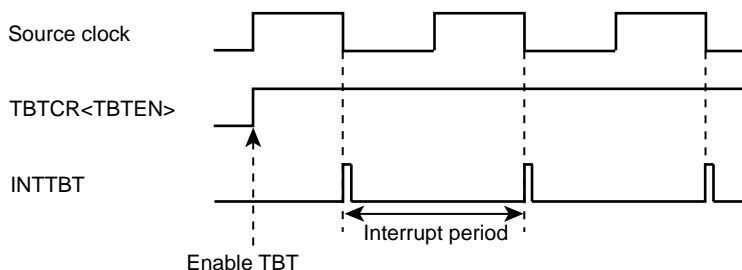 Source clock
TBTCR<TBTEN>
INTTBT
Interrupt period
Enable TBT